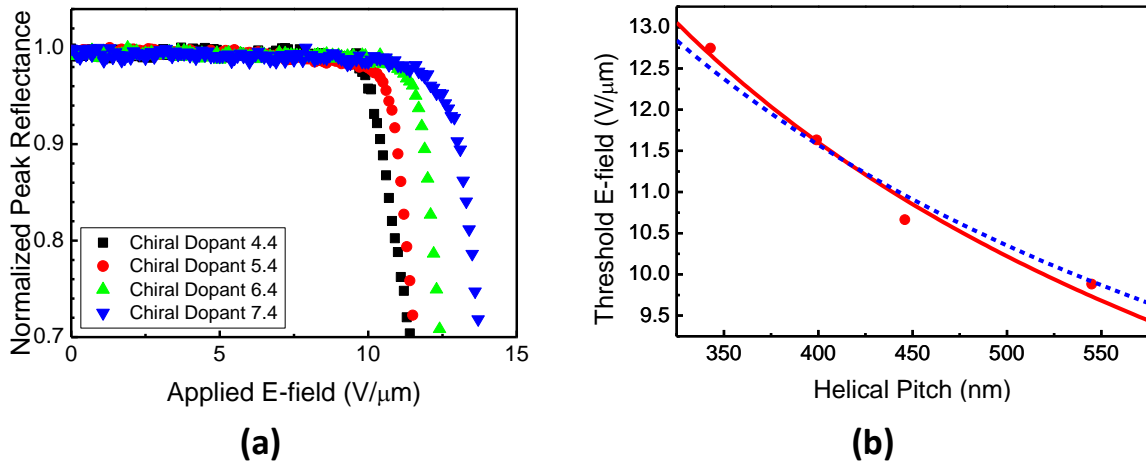 Normalized Peak Reflectance
1.0
0.9
0.8
0.7
Chiral Dopant 4.4
Chiral Dopant 5.4
Chiral Dopant 6.4
Chiral Dopant 7.4
0
5
10
15
Applied E-field (V/μm)
(a)
Threshold E-field (V/μm)
13.0
12.5
12.0
11.5
11.0
10.5
10.0
9.5
350
400
450
500
550
Helical Pitch (nm)
(b)